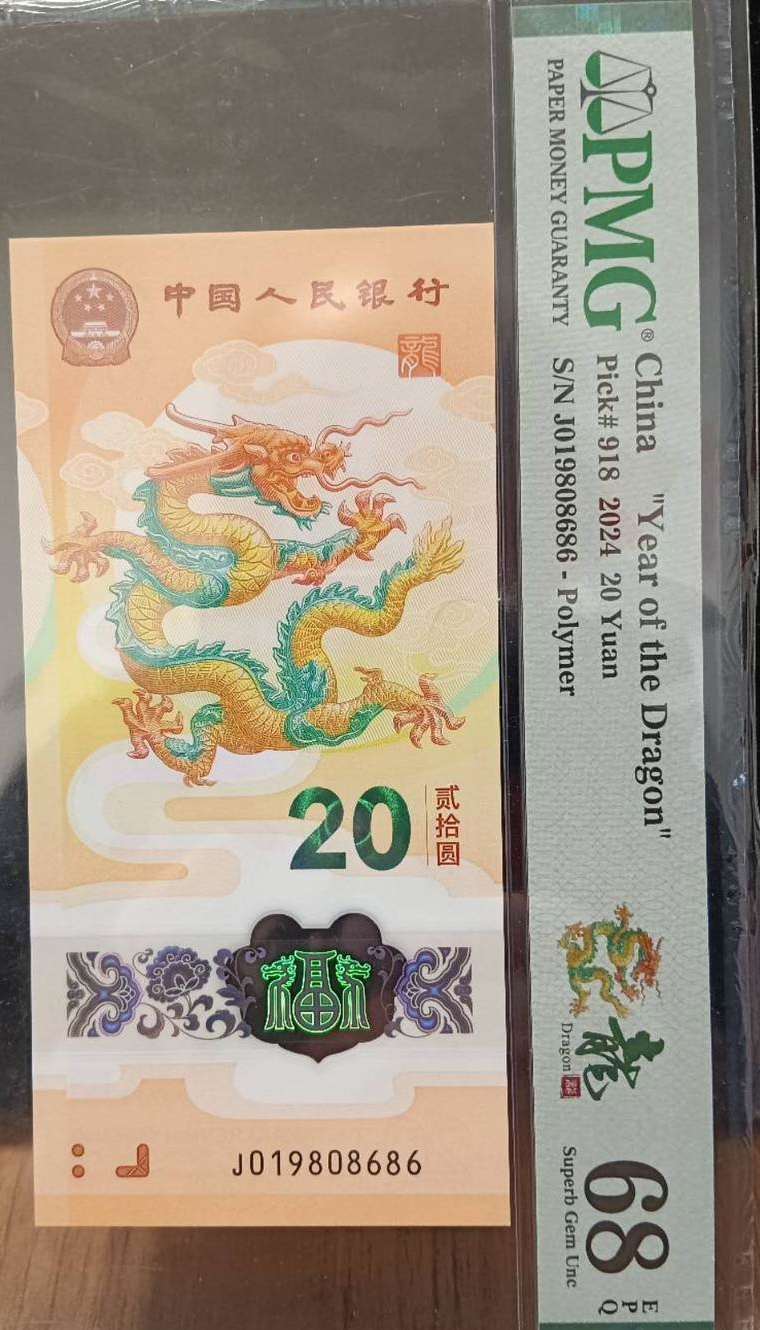 中国人民银行
龍
20
贰拾圆
福
J019808686
PMG®
PAPER MONEY GUARANTY
China "Year of the Dragon"
Pick# 918 2024 20 Yuan
S/N J019808686 - Polymer
龍
Dragon
68
EPQ
Superb Gem Unc